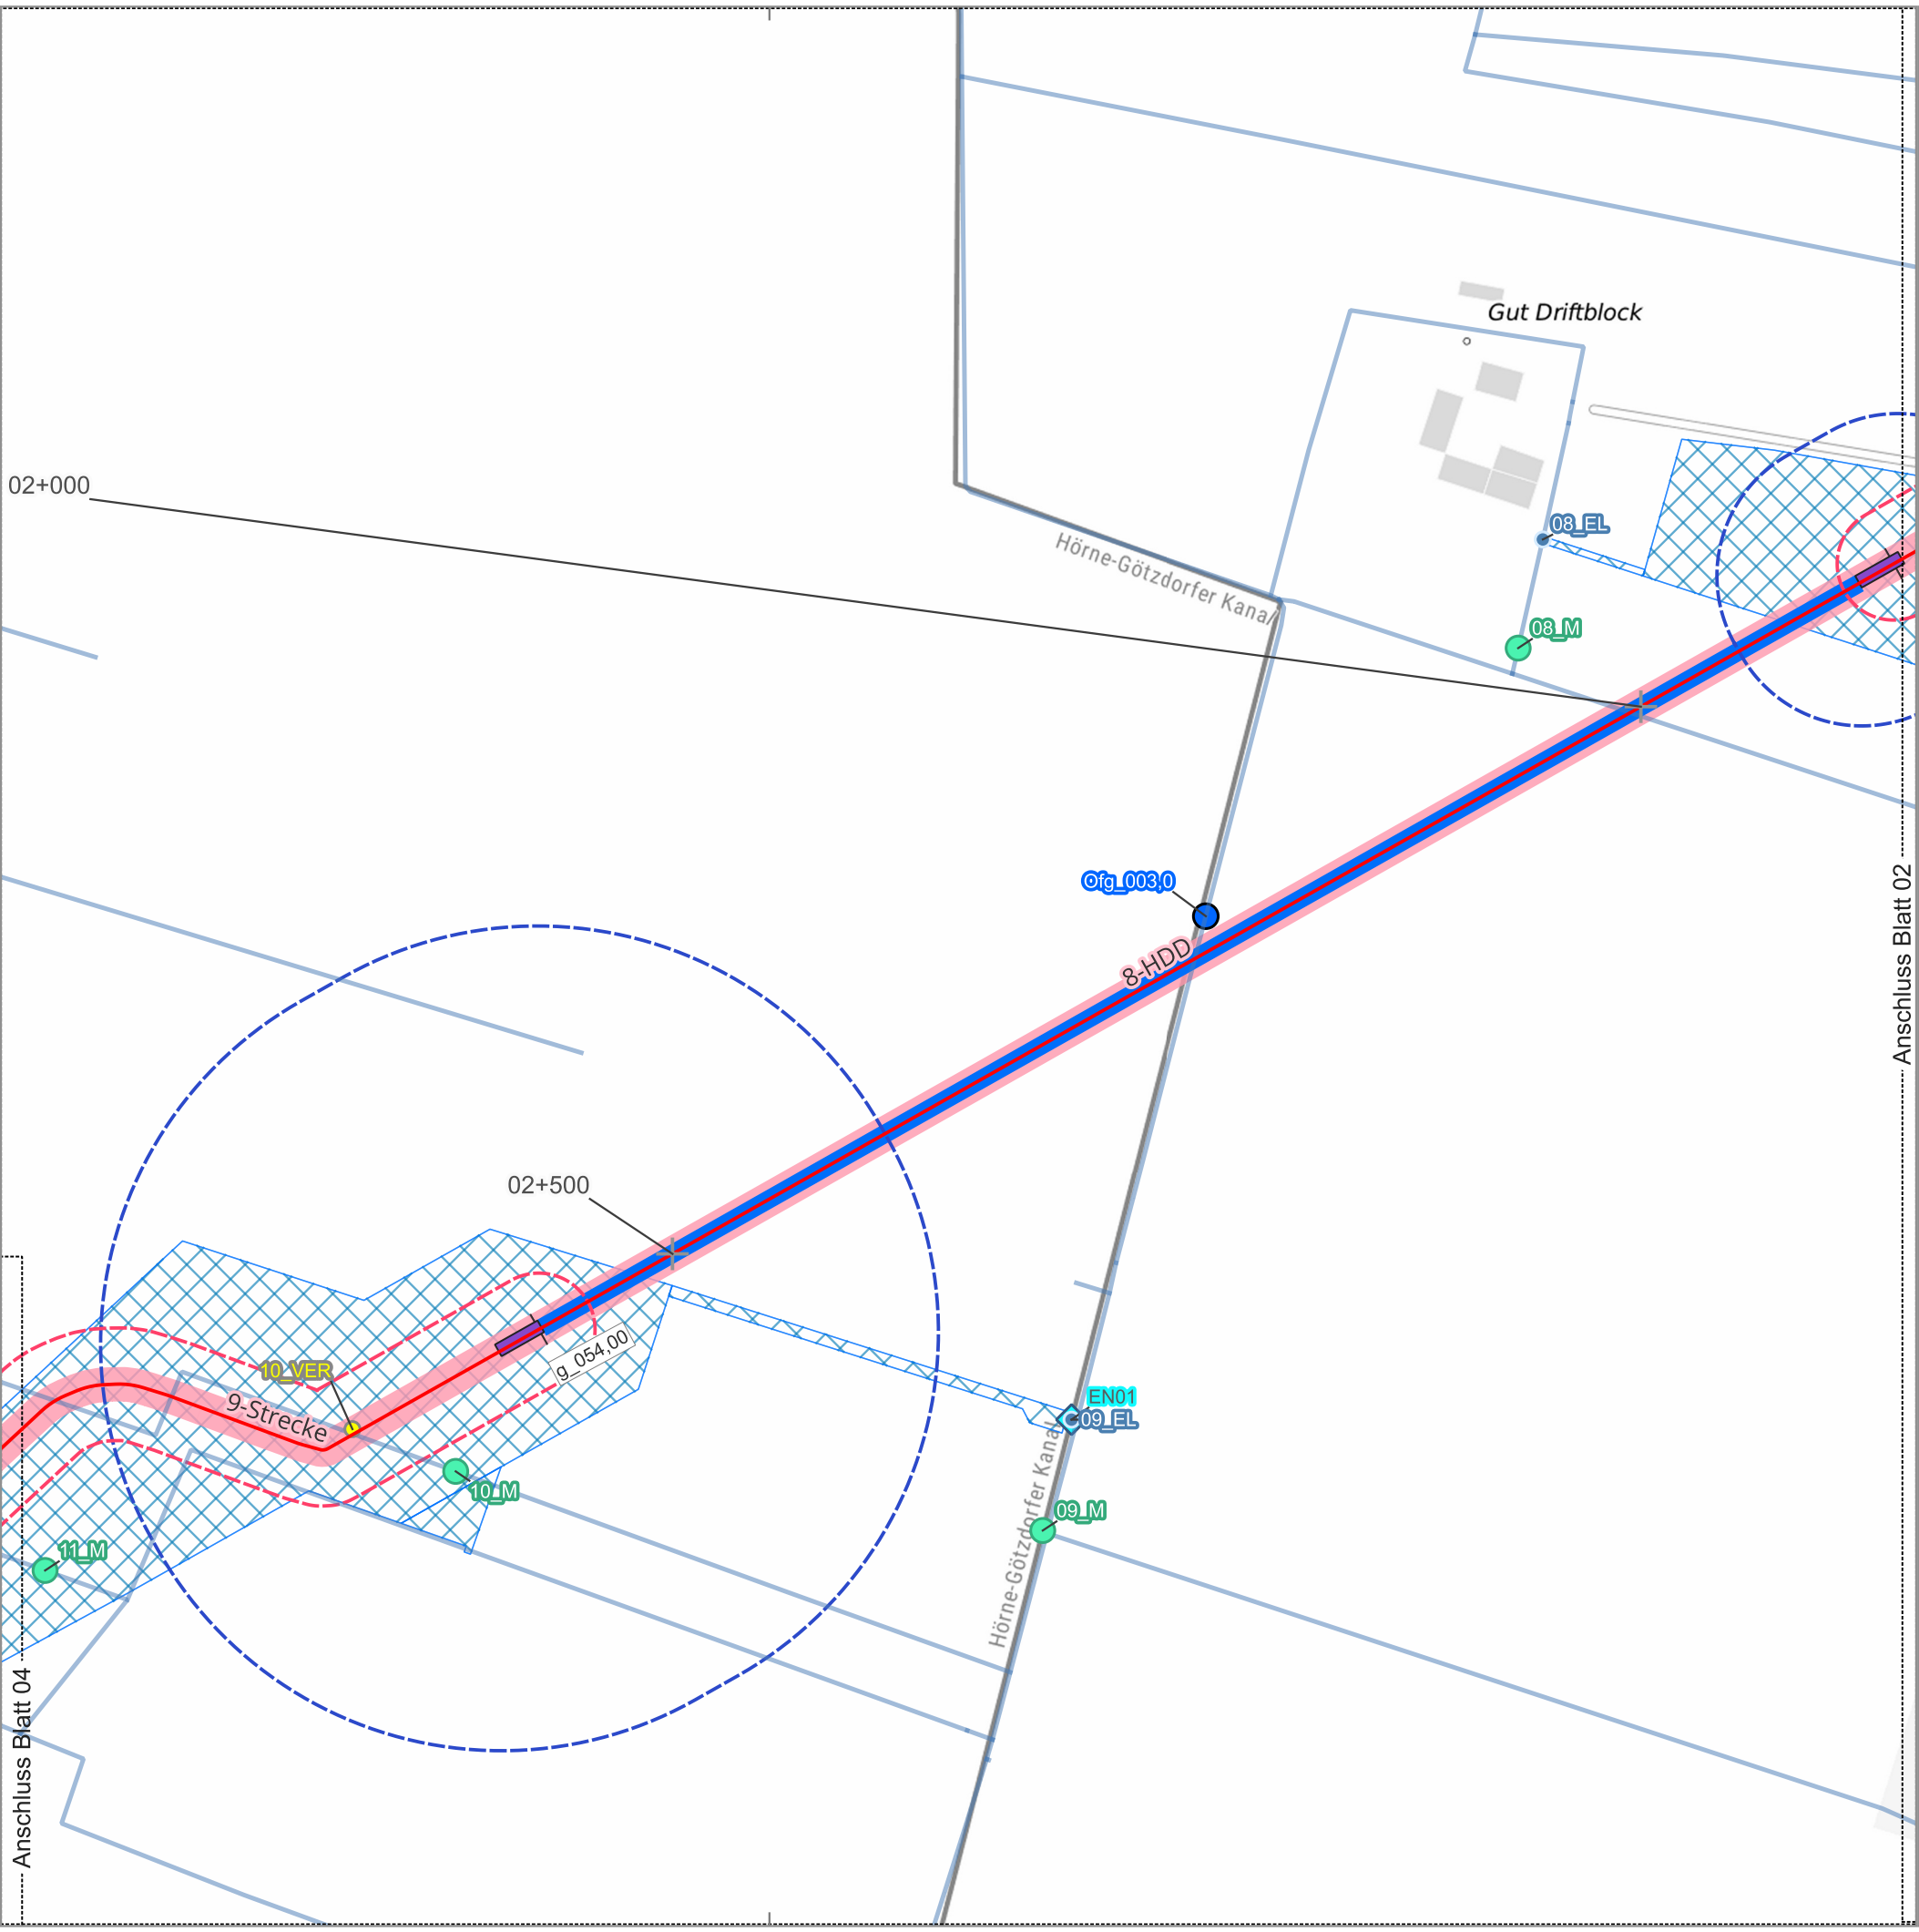 Gut Driftblock
02+000
08_EL
Hörne-Götzdorfer Kanal
08_M
Ofg_003,0
8-HDD
Anschluss Blatt 02
02+500
g_054,00
10_VER
9-Strecke
EN01
09_EL
10_M
09_M
11_M
Hörne-Götzdorfer Kanal
Anschluss Blatt 04